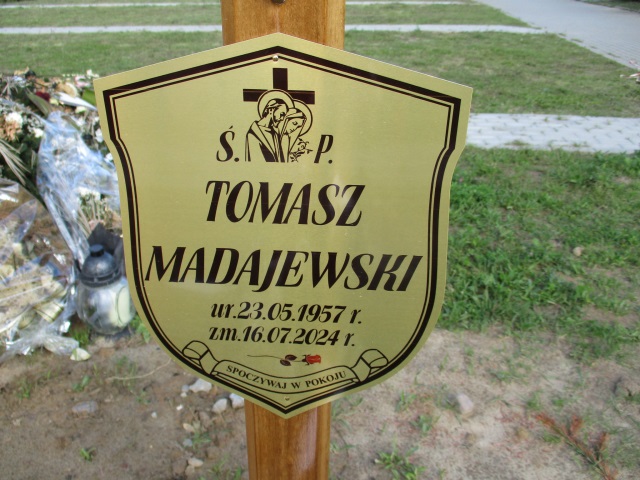 Ś. P.
TOMASZ
MADAJEWSKI
ur.23.05.1957 r.
zm.16.07.2024 r.
SPOCZYWAJ W POKOJU